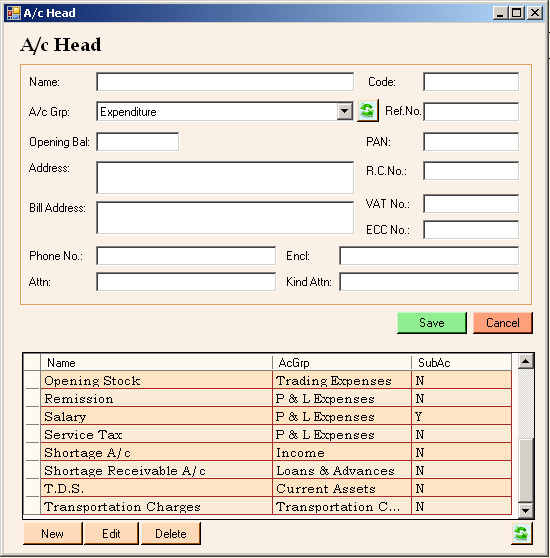 A/c Head
A/c Head
Name: Code:
A/c Grp: Expenditure Ref.No.
Opening Bal: PAN:
Address: R.C.No.:
Bill Address: VAT No.:
ECC No.:
Phone No.: Encl:
Attn: Kind Attn:
Save Cancel
Name AcGrp SubAc
Opening Stock Trading Expenses N
Remission P & L Expenses N
Salary P & L Expenses Y
Service Tax P & L Expenses N
Shortage A/c Income N
Shortage Receivable A/c Loans & Advances N
T.D.S. Current Assets N
Transportation Charges Transportation C... N
New Edit Delete